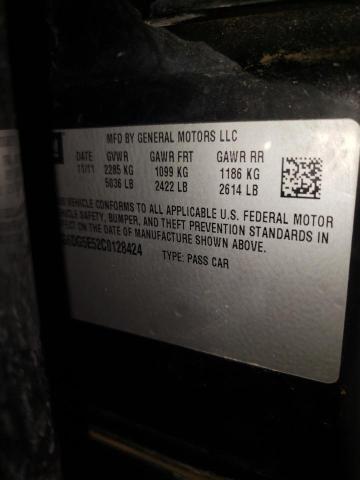 MFD BY GENERAL MOTORS LLC
DATE GVWR GAWR FRT GAWR RR
11/11 2285 KG 1099 KG 1186 KG
5036 LB 2422 LB 2614 LB
VEHICLE CONFORMS TO ALL APPLICABLE U.S. FEDERAL MOTOR
VEHICLE SAFETY, BUMPER, AND THEFT PREVENTION STANDARDS IN
EFFECT ON THE DATE OF MANUFACTURE SHOWN ABOVE.
DG5E52C0128424
TYPE: PASS CAR